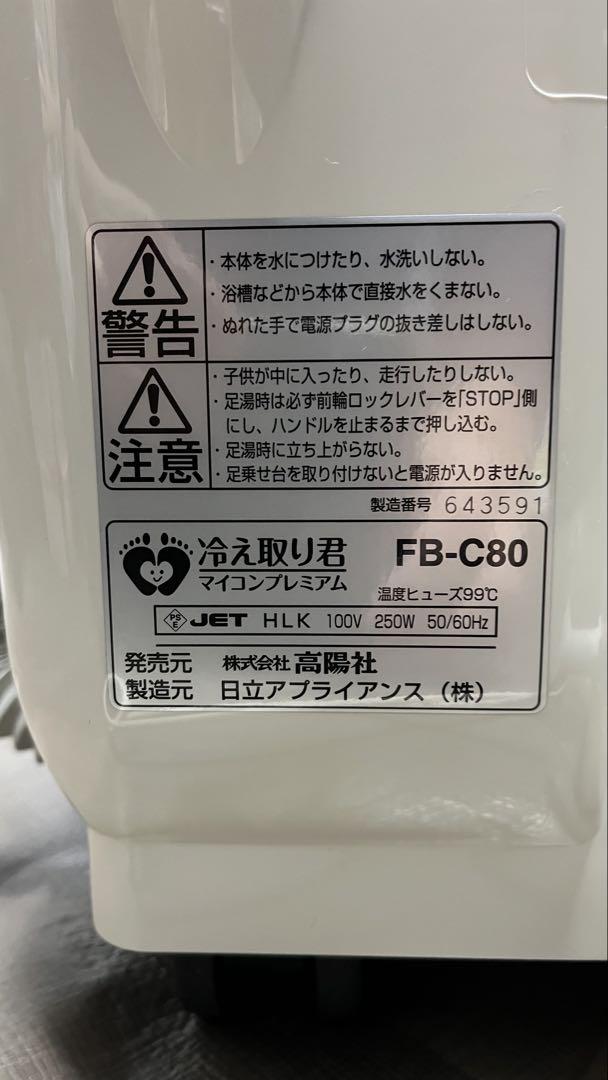 警告
・本体を水につけたり、水洗いしない。
・浴槽などから本体で直接水をくまない。
・ぬれた手で電源プラグの抜き差しはしない。
注意
・子供が中に入ったり、走行したりしない。
・足湯時は必ず前輪ロックレバーを「STOP」側
にし、ハンドルを止まるまで押し込む。
・足湯時に立ち上がらない。
・足乗せ台を取り付けないと電源が入りません。
製造番号 643591
冷え取り君 FB-C80
マイコンプレミアム
温度ヒューズ99℃
PSE JET HLK 100V 250W 50/60Hz
発売元 株式会社 高陽社
製造元 日立アプライアンス（株）